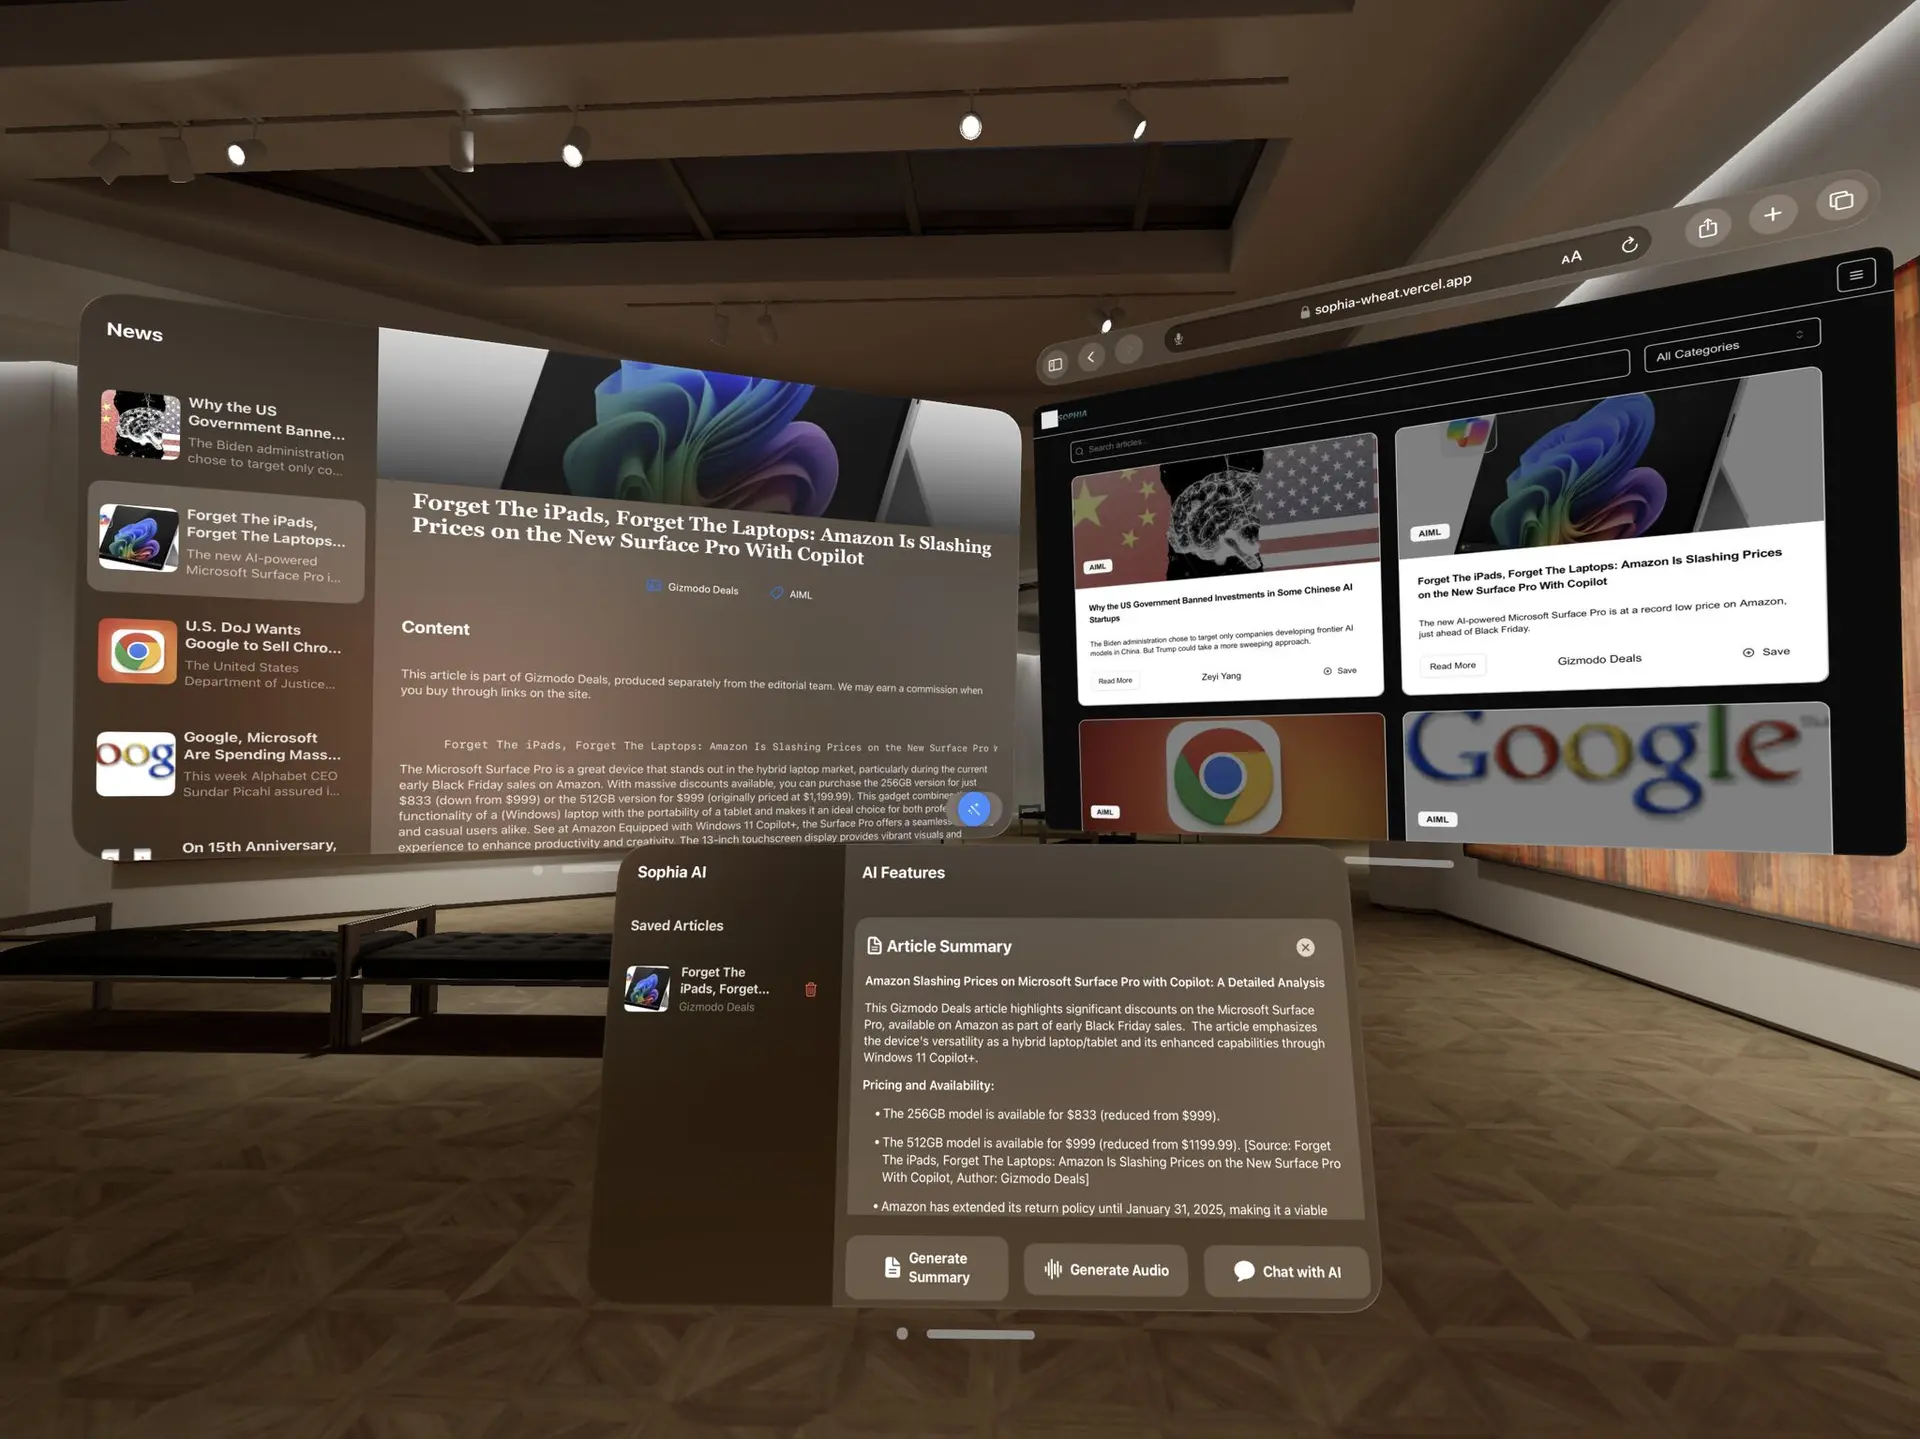 News
Why the US
Government Banne...
The Biden administration
chose to target only co...
Forget The iPads,
Forget The Laptops...
The new AI-powered
Microsoft Surface Pro i...
U.S. DoJ Wants
Google to Sell Chro...
The United States
Department of Justice...
oog
Google, Microsoft
Are Spending Mass...
This week Alphabet CEO
Sundar Picahi assured i...
On 15th Anniversary,
Forget The iPads, Forget The Laptops: Amazon Is Slashing
Prices on the New Surface Pro With Copilot
Gizmodo Deals
AIML
Content
This article is part of Gizmodo Deals, produced separately from the editorial team. We may earn a commission when
you buy through links on the site.
Forget The iPads, Forget The Laptops: Amazon Is Slashing Prices on the New Surface Pro
The Microsoft Surface Pro is a great device that stands out in the hybrid laptop market, particularly during the current
early Black Friday sales on Amazon. With massive discounts available, you can purchase the 256GB version for just
$833 (down from $999) or the 512GB version for $999 (originally priced at $1,199.99). This gadget combine
functionality of a (Windows) laptop with the portability of a tablet and makes it an ideal choice for both profe
and casual users alike. See at Amazon Equipped with Windows 11 Copilot+, the Surface Pro offers a seamless
experience to enhance productivity and creativity. The 13-inch touchscreen display provides vibrant visuals and
sophia-wheat.vercel.app
AA
SOPHIA
Search articles...
All Categories
AIML
Why the US Government Banned Investments in Some Chinese AI
Startups
The Biden administration chose to target only companies developing frontier AI
models in China. But Trump could take a more sweeping approach.
Read More
Zeyi Yang
Save
AIML
Forget The iPads, Forget The Laptops: Amazon Is Slashing Prices
on the New Surface Pro With Copilot
The new AI-powered Microsoft Surface Pro is at a record low price on Amazon,
just ahead of Black Friday.
Read More
Gizmodo Deals
Save
AIML
Google
AIML
Sophia AI
Saved Articles
Forget The
iPads, Forget...
Gizmodo Deals
AI Features
Article Summary
Amazon Slashing Prices on Microsoft Surface Pro with Copilot: A Detailed Analysis
This Gizmodo Deals article highlights significant discounts on the Microsoft Surface
Pro, available on Amazon as part of early Black Friday sales. The article emphasizes
the device's versatility as a hybrid laptop/tablet and its enhanced capabilities through
Windows 11 Copilot+.
Pricing and Availability:
• The 256GB model is available for $833 (reduced from $999).
• The 512GB model is available for $999 (reduced from $1199.99). [Source: Forget
The iPads, Forget The Laptops: Amazon Is Slashing Prices on the New Surface Pro
With Copilot, Author: Gizmodo Deals]
• Amazon has extended its return policy until January 31, 2025, making it a viable
Generate
Summary
Generate Audio
Chat with AI